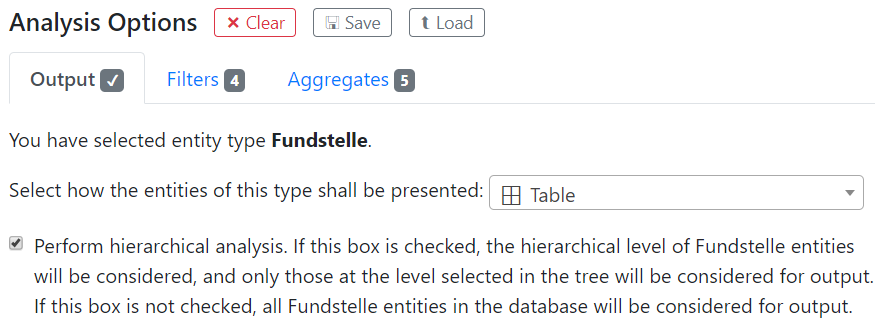 Analysis Options × Clear Save Load
Output ✓ Filters 4 Aggregates 5
You have selected entity type Fundstelle.
Select how the entities of this type shall be presented: Table
Perform hierarchical analysis. If this box is checked, the hierarchical level of Fundstelle entities
will be considered, and only those at the level selected in the tree will be considered for output.
If this box is not checked, all Fundstelle entities in the database will be considered for output.